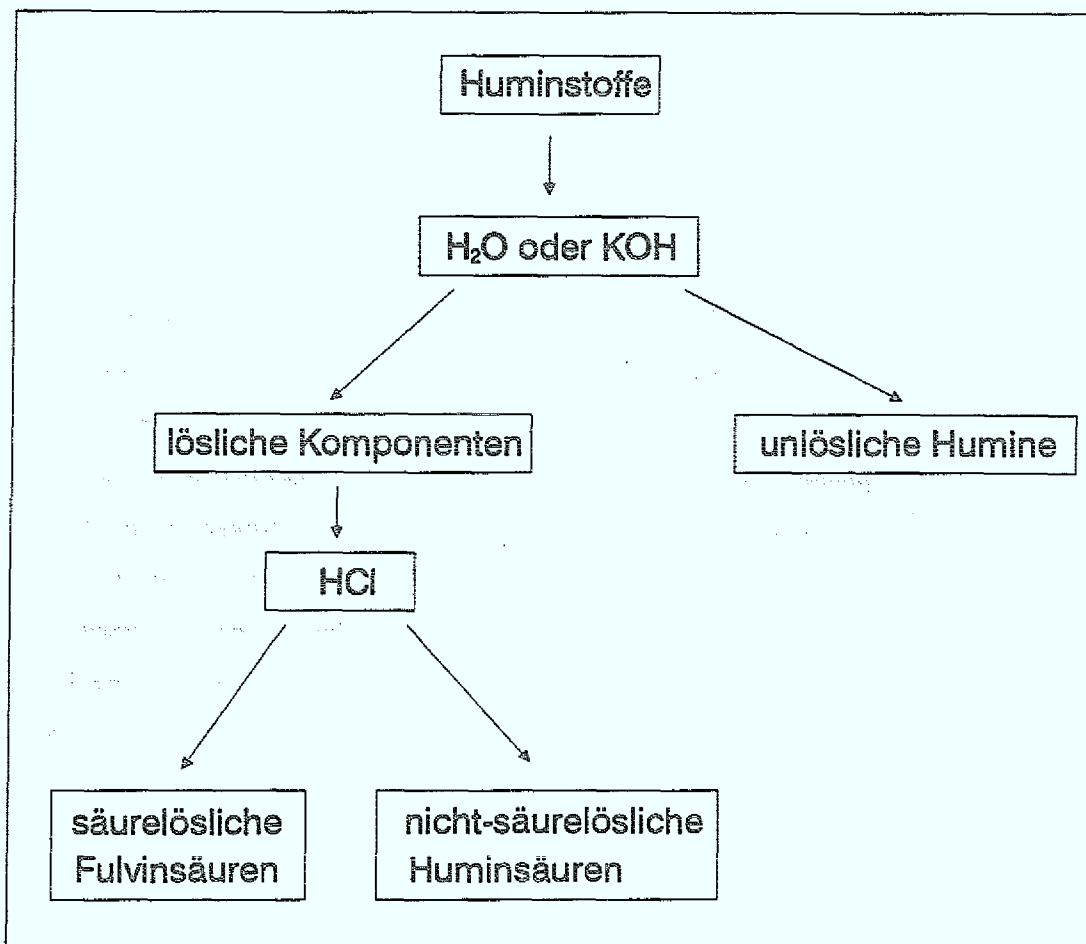 Huminstoffe
H₂O oder KOH
lösliche Komponenten
unlösliche Humine
HCl
säurelösliche
Fulvinsäuren
nicht-säurelösliche
Huminsäuren